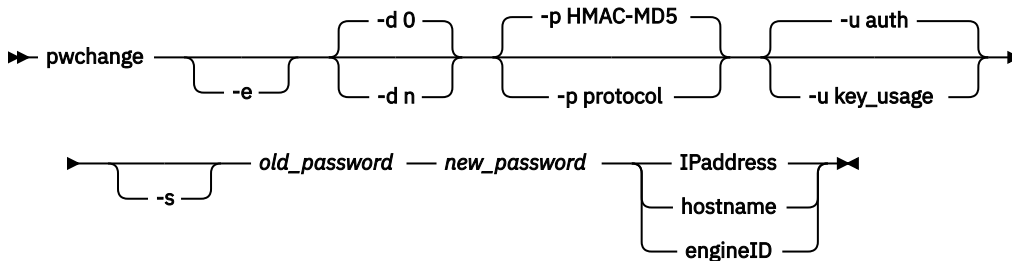 -d 0 -p HMAC-MD5 -u auth
pwchange
-e -d n -p protocol -u key_usage
old_password new_password IPaddress
-s hostname
engineID